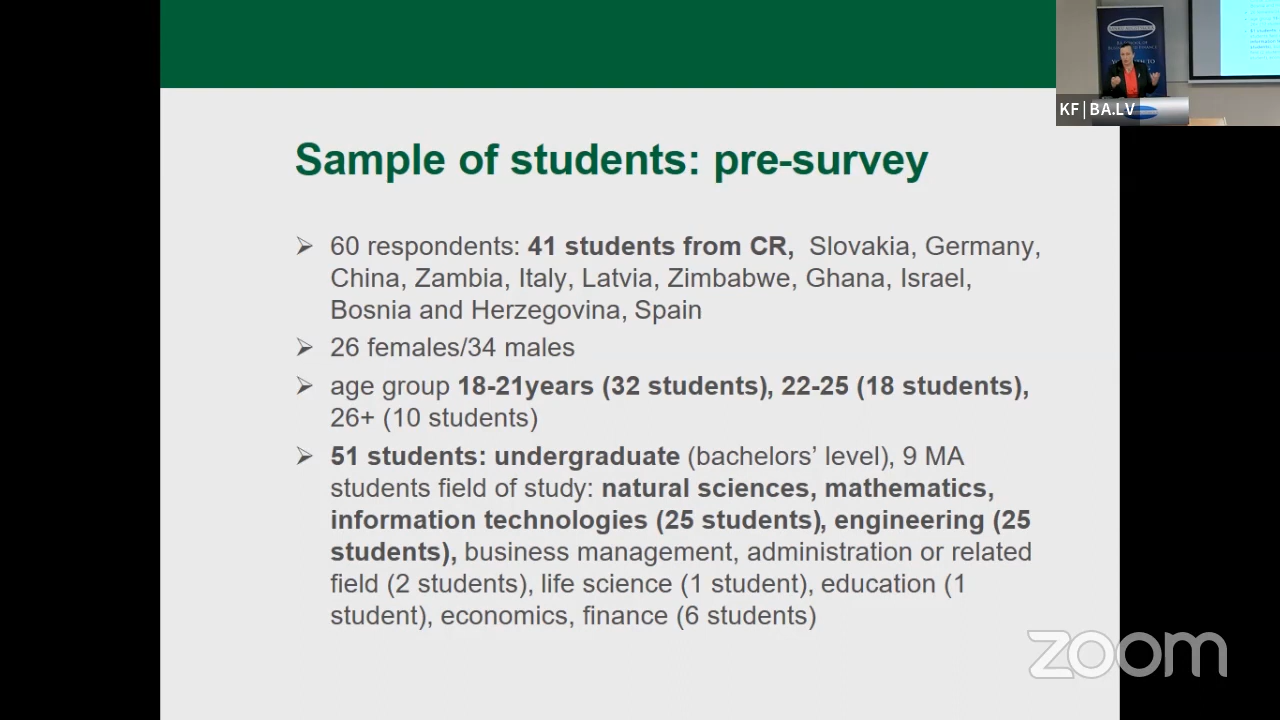 Sample of students: pre-survey
➢ 60 respondents: 41 students from CR, Slovakia, Germany,
China, Zambia, Italy, Latvia, Zimbabwe, Ghana, Israel,
Bosnia and Herzegovina, Spain
➢ 26 females/34 males
➢ age group 18-21years (32 students), 22-25 (18 students),
26+ (10 students)
➢ 51 students: undergraduate (bachelors’ level), 9 MA
students field of study: natural sciences, mathematics,
information technologies (25 students), engineering (25
students), business management, administration or related
field (2 students), life science (1 student), education (1
student), economics, finance (6 students)
KF|BA.LV
zoom